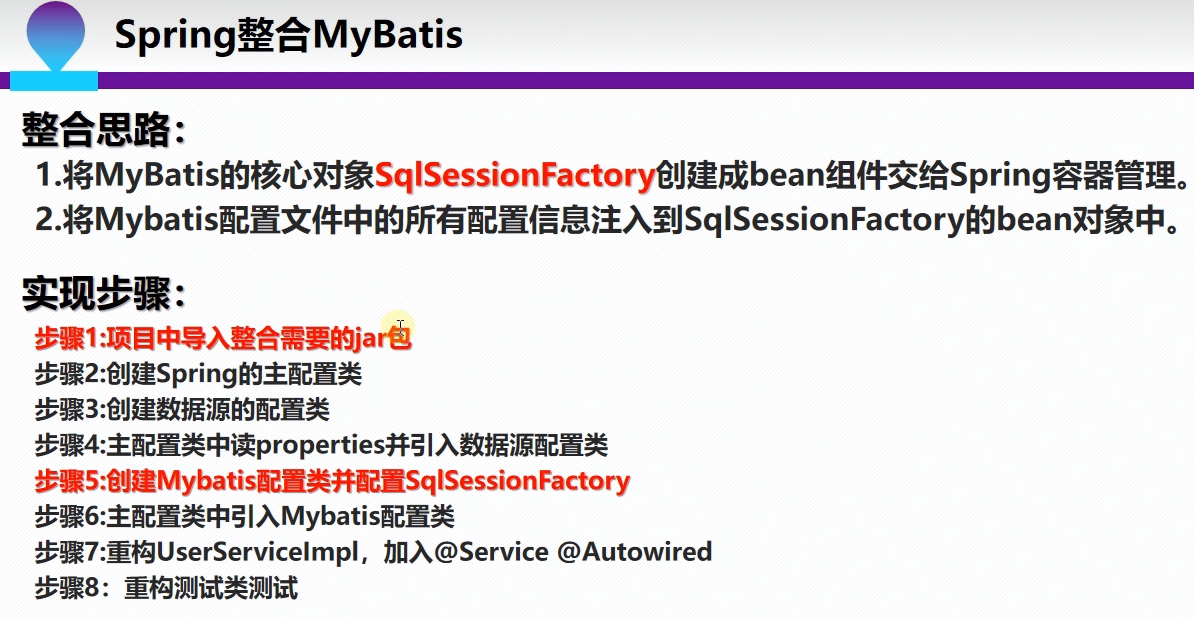 Spring整合MyBatis
整合思路：
1.将MyBatis的核心对象SqlSessionFactory创建成bean组件交给Spring容器管理。
2.将Mybatis配置文件中的所有配置信息注入到SqlSessionFactory的bean对象中。
实现步骤：
步骤1:项目中导入整合需要的jar包
步骤2:创建Spring的主配置类
步骤3:创建数据源的配置类
步骤4:主配置类中读properties并引入数据源配置类
步骤5:创建Mybatis配置类并配置SqlSessionFactory
步骤6:主配置类中引入Mybatis配置类
步骤7:重构UserServiceImpl，加入@Service @Autowired
步骤8：重构测试类测试